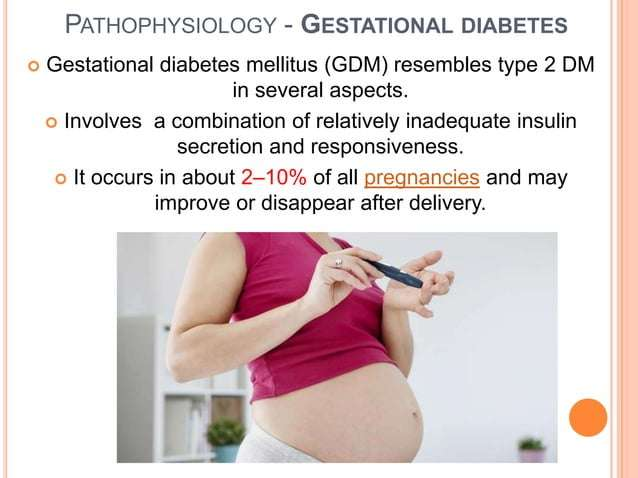 PATHOPHYSIOLOGY - GESTATIONAL DIABETES
Gestational diabetes mellitus (GDM) resembles type 2 DM
in several aspects.
Involves a combination of relatively inadequate insulin
secretion and responsiveness.
It occurs in about 2–10% of all pregnancies and may
improve or disappear after delivery.